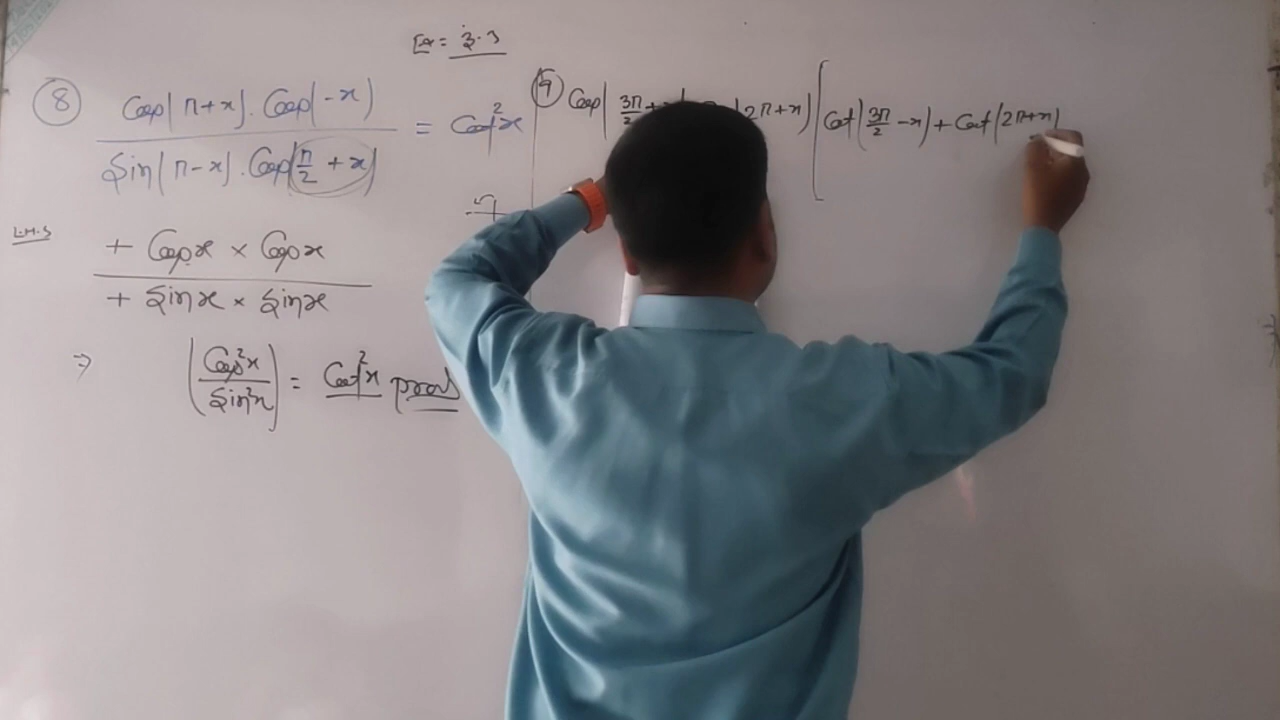 Ex = 3.3
8 Cos(π+x). Cos(-x) / Sin(π-x). Cos(π/2 + x) = Cot²x
L.H.S + Cosx × Cosx / + Sinx × Sinx
⇒ (Cos²x / Sin²x) = Cot²x
9 Cos(3π/2 (2π+x) [Cot(3π/2 -x) + Cot(2π+x)